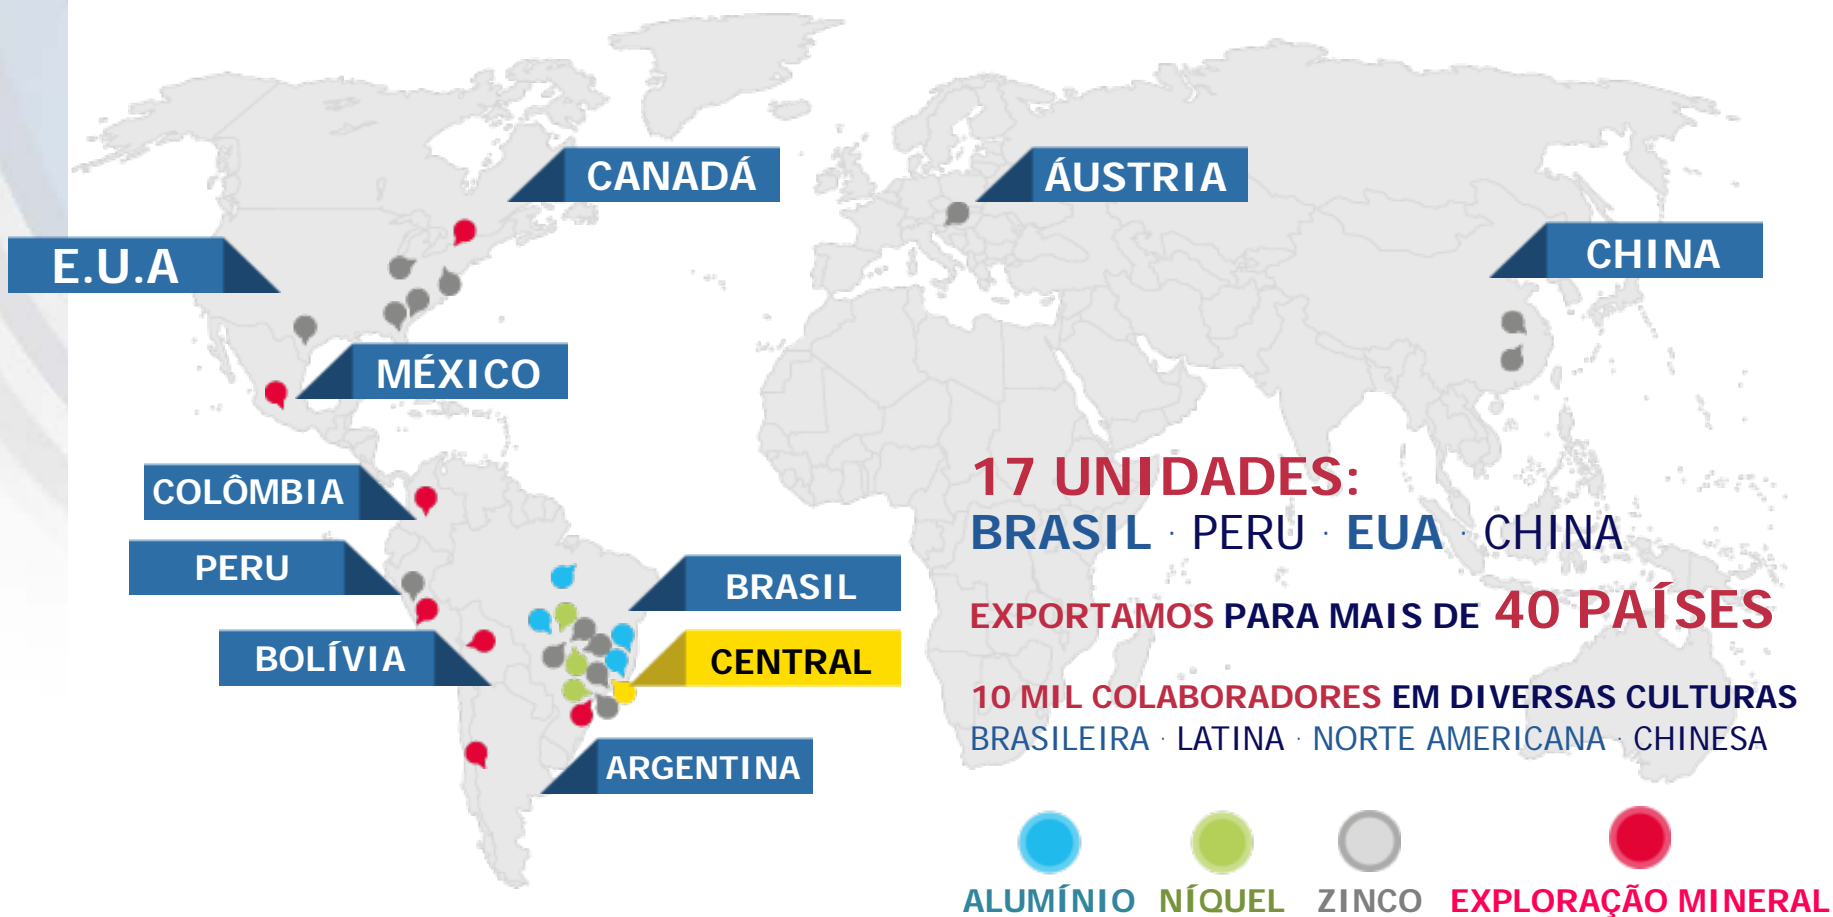 CANADÁ
ÁUSTRIA
E.U.A
CHINA
MÉXICO
COLÔMBIA
PERU
BOLÍVIA
BRASIL
CENTRAL
ARGENTINA
17 UNIDADES:
BRASIL · PERU · EUA · CHINA
EXPORTAMOS PARA MAIS DE 40 PAÍSES
10 MIL COLABORADORES EM DIVERSAS CULTURAS
BRASILEIRA · LATINA · NORTE AMERICANA · CHINESA
ALUMÍNIO NÍQUEL ZINCO EXPLORAÇÃO MINERAL